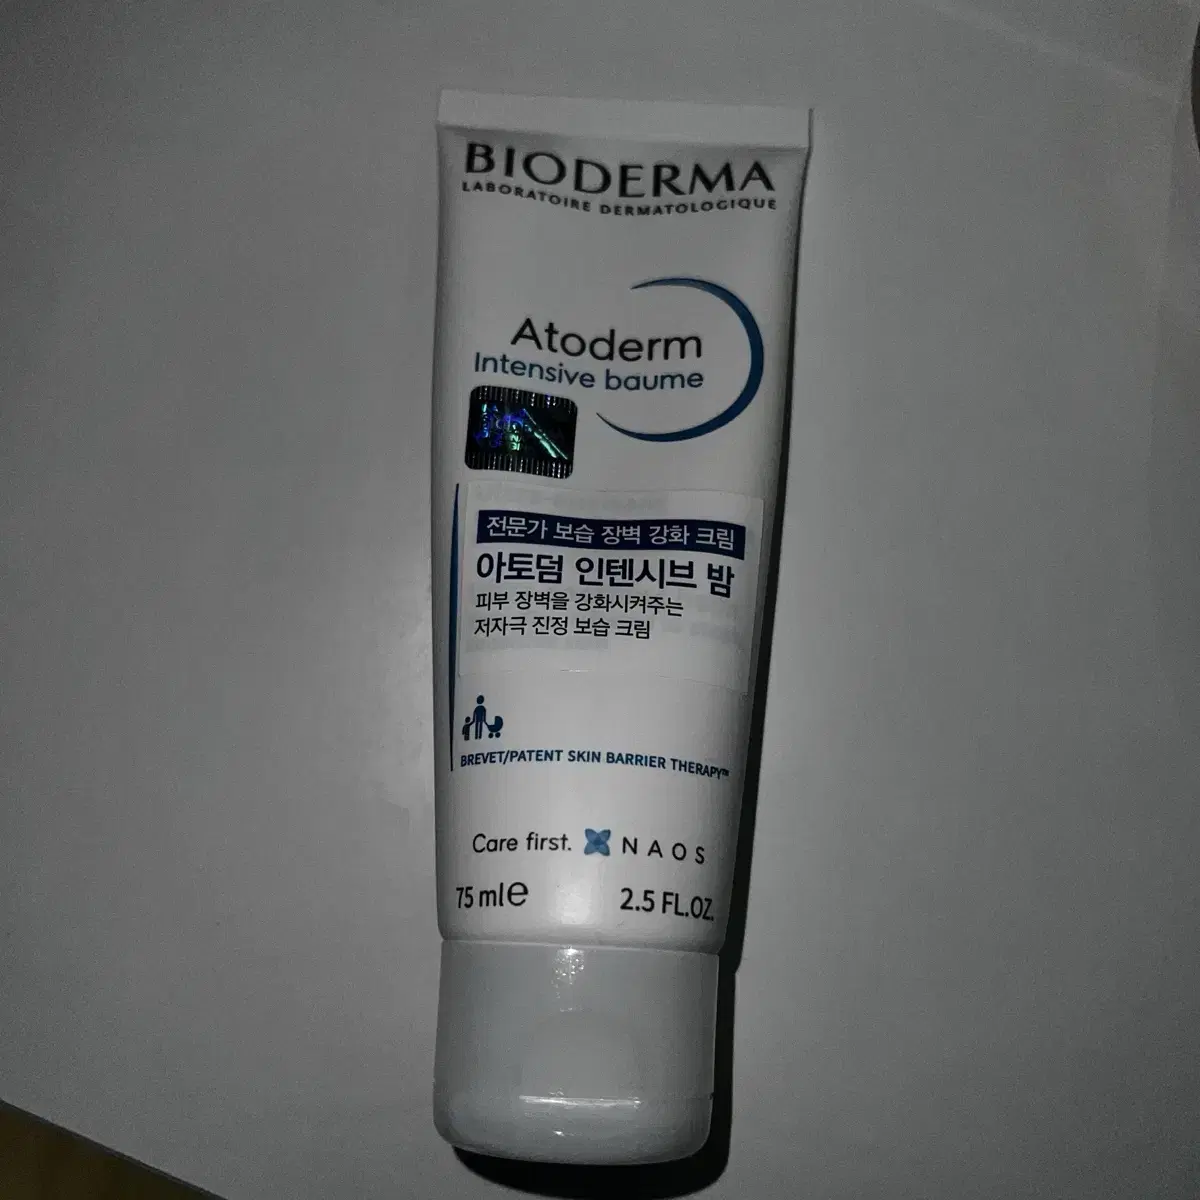 BIODERMA
LABORATOIRE DERMATOLOGIQUE
Atoderm
Intensive baume
전문가 보습 장벽 강화 크림
아토덤 인텐시브 밤
피부 장벽을 강화시켜주는
저자극 진정 보습 크림
BREVET/PATENT SKIN BARRIER THERAPY™
Care first. NAOS
75 ml℮ 2.5 FL.OZ.